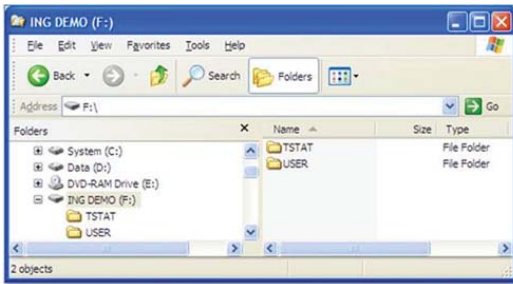 ING DEMO (F:)
File Edit View Favorites Tools Help
Back Search Folders
Address F:\ Go
Folders X Name Size Type
System (C:)
Data (D:)
DVD-RAM Drive (E:)
ING DEMO (F:)
TSTAT
USER
TSTAT File Folder
USER File Folder
2 objects